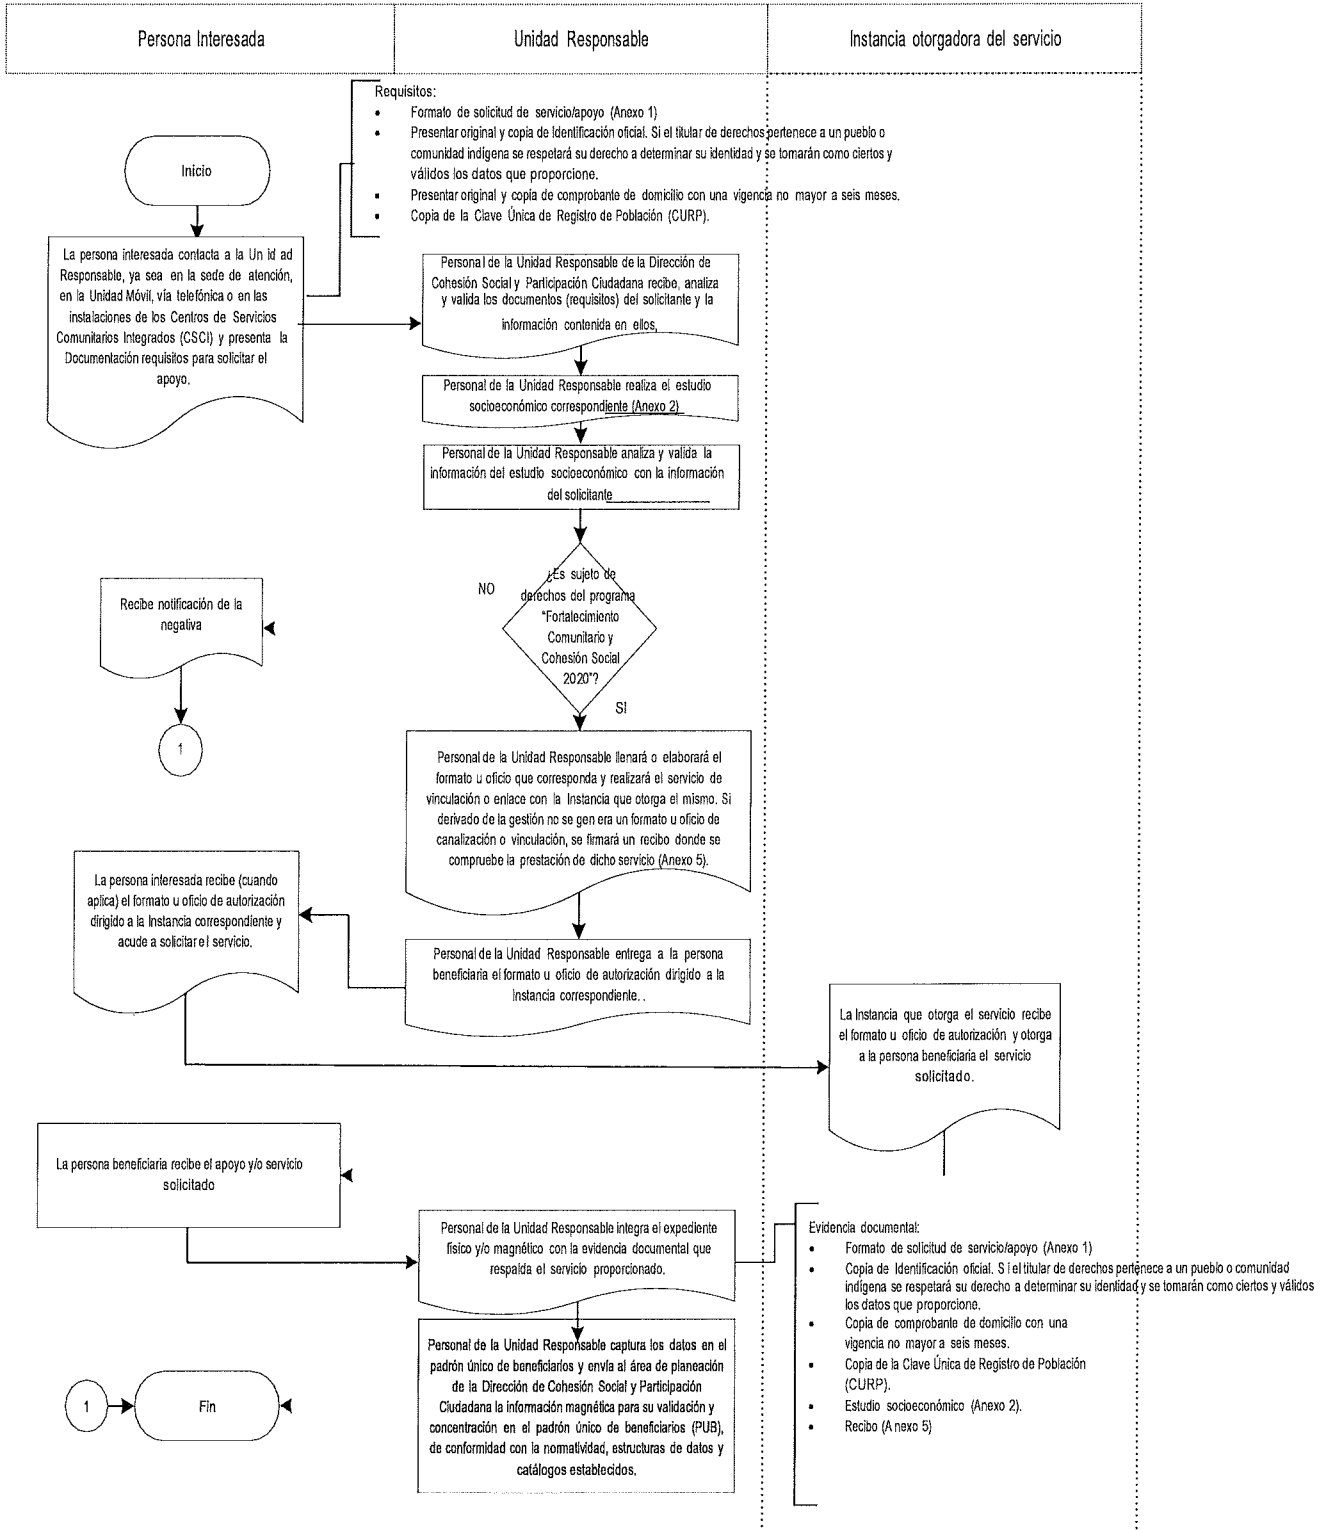 Persona Interesada
Unidad Responsable
Instancia otorgadora del servicio
Requisitos:
• Formato de solicitud de servicio/apoyo (Anexo 1)
• Presentar original y copia de Identificación oficial. Si el titular de derechos pertenece a un pueblo o
comunidad indígena se respetará su derecho a determinar su identidad y se tomarán como ciertos y
válidos los datos que proporcione.
• Presentar original y copia de comprobante de domicilio con una vigencia no mayor a seis meses.
• Copia de la Clave Única de Registro de Población (CURP).
Inicio
La persona interesada contacta a la Un id ad
Responsable, ya sea en la sede de atención,
en la Unidad Móvil, vía telefónica o en las
instalaciones de los Centros de Servicios
Comunitarios Integrados (CSCI) y presenta la
Documentación requisitos para solicitar el
apoyo.
Personal de la Unidad Responsable de la Dirección de
Cohesión Social y Participación Ciudadana recibe, analiza
y valida los documentos (requisitos) del solicitante y la
información contenida en ellos,
Personal de la Unidad Responsable realiza el estudio
socioeconómico correspondiente (Anexo 2)
Personal de la Unidad Responsable analiza y valida la
información del estudio socioeconómico con la información
del solicitante
¿Es sujeto de
derechos del programa
"Fortalecimiento
Comunitario y
Cohesión Social
2020"?
NO
SI
Recibe notificación de la
negativa
1
Personal de la Unidad Responsable llenará o elaborará el
formato u oficio que corresponda y realizará el servicio de
vinculación o enlace con la Instancia que otorga el mismo. Si
derivado de la gestión no se gen era un formato u oficio de
canalización o vinculación, se firmará un recibo donde se
compruebe la prestación de dicho servicio (Anexo 5).
La persona interesada recibe (cuando
aplica) el formato u oficio de autorización
dirigido a la Instancia correspondiente y
acude a solicitar el servicio.
Personal de la Unidad Responsable entrega a la persona
beneficiaria el formato u oficio de autorización dirigido a la
Instancia correspondiente. .
La Instancia que otorga el servicio recibe
el formato u oficio de autorización y otorga
a la persona beneficiaria el servicio
solicitado.
La persona beneficiaria recibe el apoyo y/o servicio
solicitado
Personal de la Unidad Responsable integra el expediente
físico y/o magnético con la evidencia documental que
respalda el servicio proporcionado.
Evidencia documental:
• Formato de solicitud de servicio/apoyo (Anexo 1)
• Copia de Identificación oficial. S i el titular de derechos pertenece a un pueblo o comunidad
indígena se respetará su derecho a determinar su identidad y se tomarán como ciertos y válidos
los datos que proporcione.
• Copia de comprobante de domicilio con una
vigencia no mayor a seis meses.
• Copia de la Clave Única de Registro de Población
(CURP).
• Estudio socioeconómico (Anexo 2).
• Recibo (A nexo 5)
Personal de la Unidad Responsable captura los datos en el
padrón único de beneficiarios y envía al área de planeación
de la Dirección de Cohesión Social y Participación
Ciudadana la información magnética para su validación y
concentración en el padrón único de beneficiarios (PUB),
de conformidad con la normatividad, estructuras de datos y
catálogos establecidos,
1
Fin